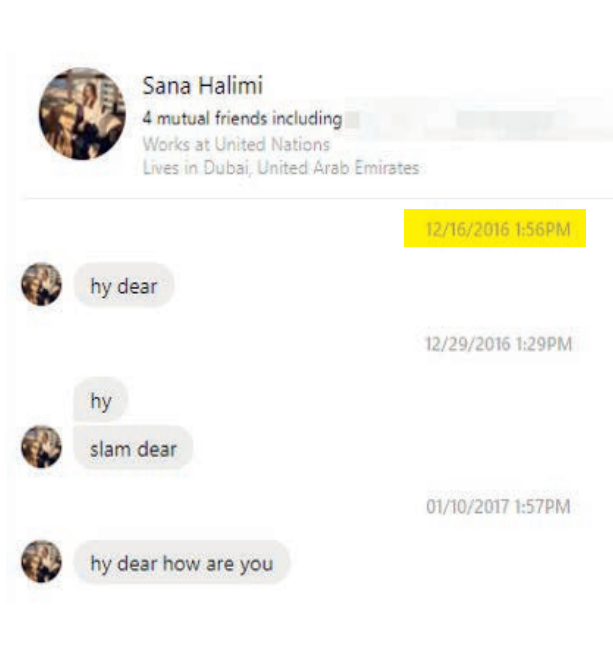 Sana Halimi
4 mutual friends including
Works at United Nations
Lives in Dubai, United Arab Emirates
12/16/2016 1:56PM
hy dear
12/29/2016 1:29PM
hy
slam dear
01/10/2017 1:57PM
hy dear how are you